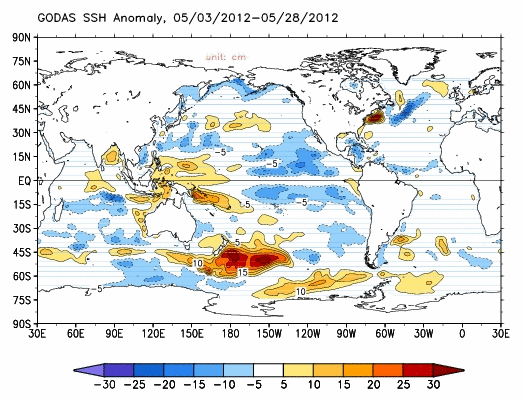 GODAS SSH Anomaly, 05/03/2012-05/28/2012
unit: cm
90N
75N
60N
45N
30N
15N
EQ
15S
30S
45S
60S
75S
90S
-5
-5
-5
-5
-5
10
15
10
-5
30E 60E 90E 120E 150E 180 150W 120W 90W 60W 30W 0 30E
-30 -25 -20 -15 -10 -5 5 10 15 20 25 30